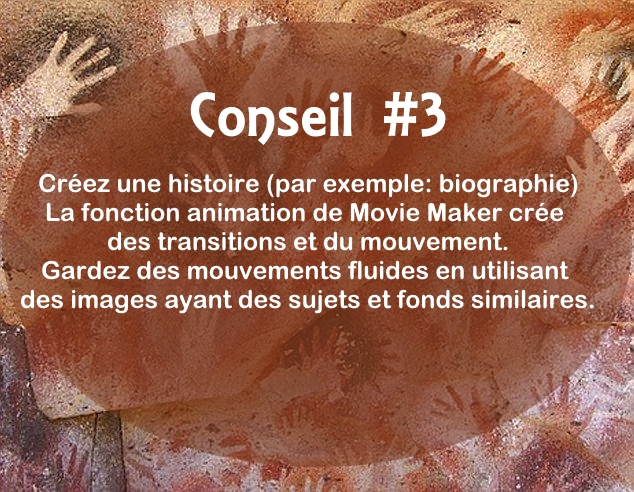 Conseil #3
Créez une histoire (par exemple: biographie)
La fonction animation de Movie Maker crée
des transitions et du mouvement.
Gardez des mouvements fluides en utilisant
des images ayant des sujets et fonds similaires.